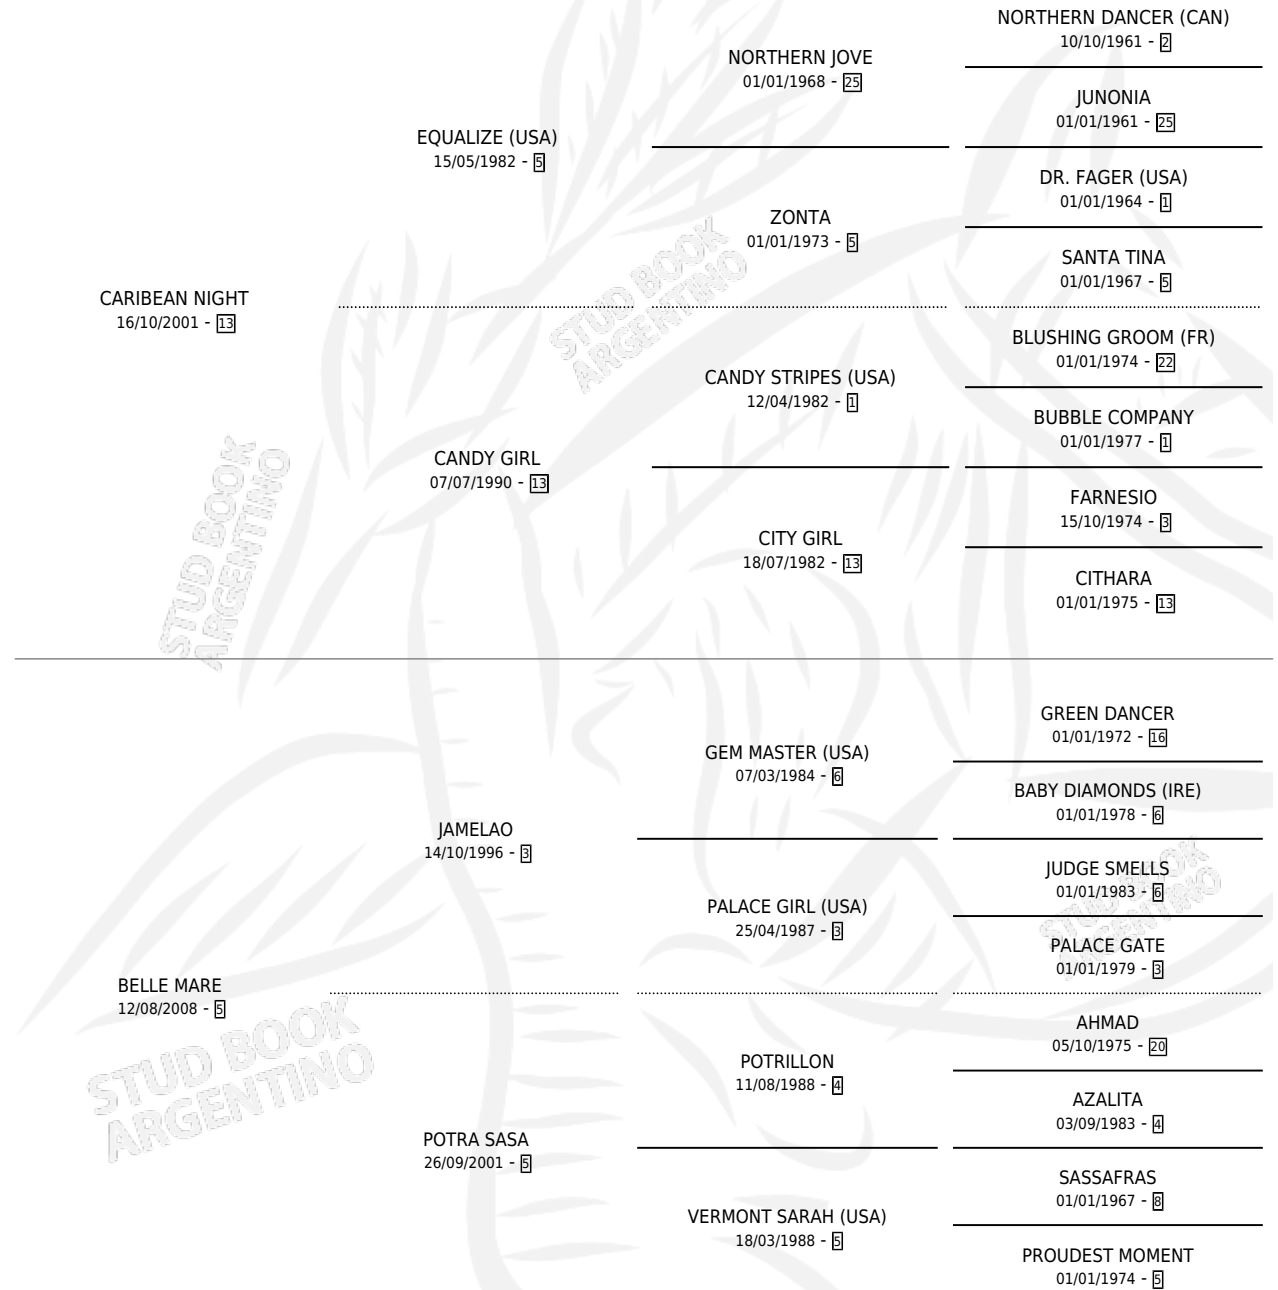 NORTHERN DANCER (CAN)
10/10/1961 - 2
NORTHERN JOVE
01/01/1968 - 25
JUNONIA
01/01/1961 - 25
EQUALIZE (USA)
15/05/1982 - 5
DR. FAGER (USA)
01/01/1964 - 1
ZONTA
01/01/1973 - 5
SANTA TINA
01/01/1967 - 5
CARIBEAN NIGHT
16/10/2001 - 13
STUD BOOK
ARGENTINO
BLUSHING GROOM (FR)
01/01/1974 - 22
CANDY STRIPES (USA)
12/04/1982 - 1
BUBBLE COMPANY
01/01/1977 - 1
CANDY GIRL
07/07/1990 - 13
FARNESIO
15/10/1974 - 3
CITY GIRL
18/07/1982 - 13
CITHARA
01/01/1975 - 13
STUD BOOK
ARGENTINO
GREEN DANCER
01/01/1972 - 16
GEM MASTER (USA)
07/03/1984 - 6
BABY DIAMONDS (IRE)
01/01/1978 - 6
JAMELAO
14/10/1996 - 3
JUDGE SMELLS
01/01/1983 - 6
PALACE GIRL (USA)
25/04/1987 - 3
PALACE GATE
01/01/1979 - 3
STUD BOOK
ARGENTINO
BELLE MARE
12/08/2008 - 5
STUD BOOK
ARGENTINO
AHMAD
05/10/1975 - 20
POTRILLON
11/08/1988 - 4
AZALITA
03/09/1983 - 4
POTRA SASA
26/09/2001 - 5
SASSAFRAS
01/01/1967 - 8
VERMONT SARAH (USA)
18/03/1988 - 5
PROUDEST MOMENT
01/01/1974 - 5